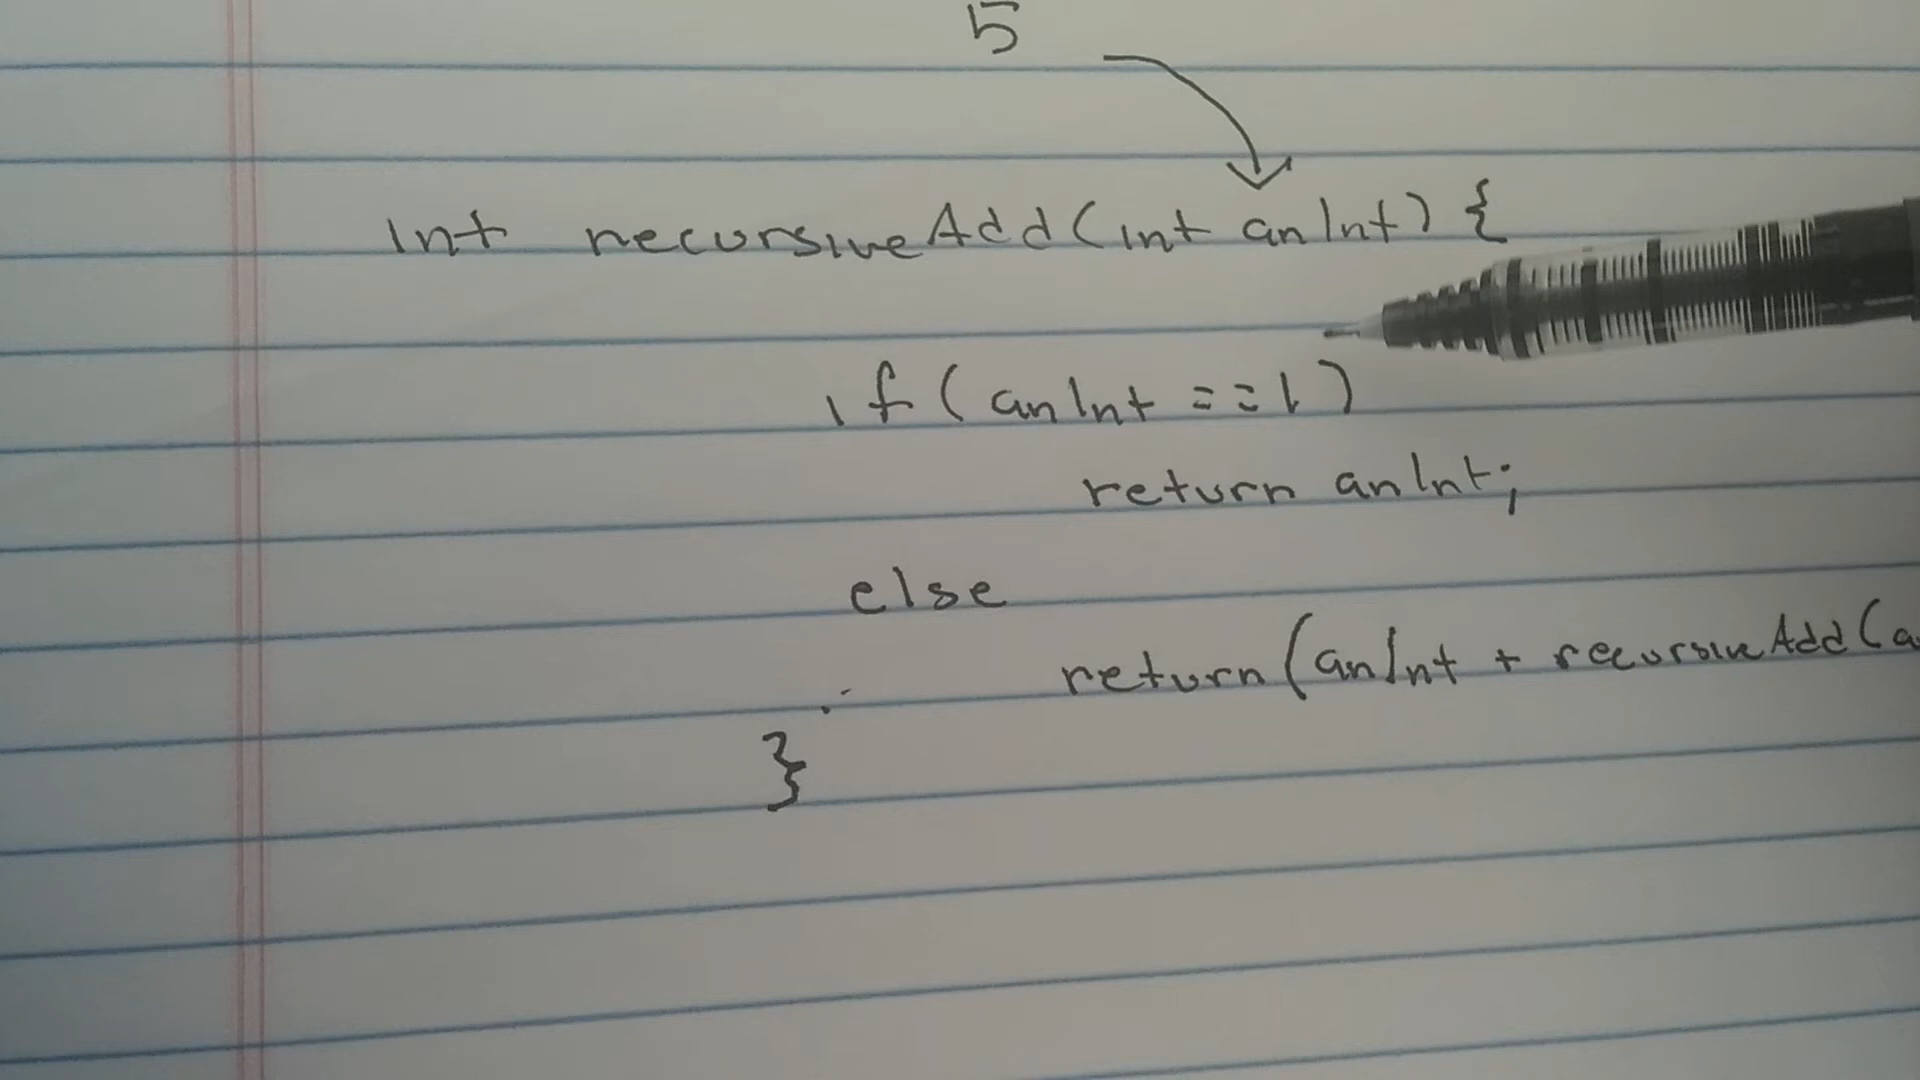 5
int recursiveAdd(int anInt) {
if(anInt ==1)
return anInt;
else
return(anInt + recursiveAdd(a
}